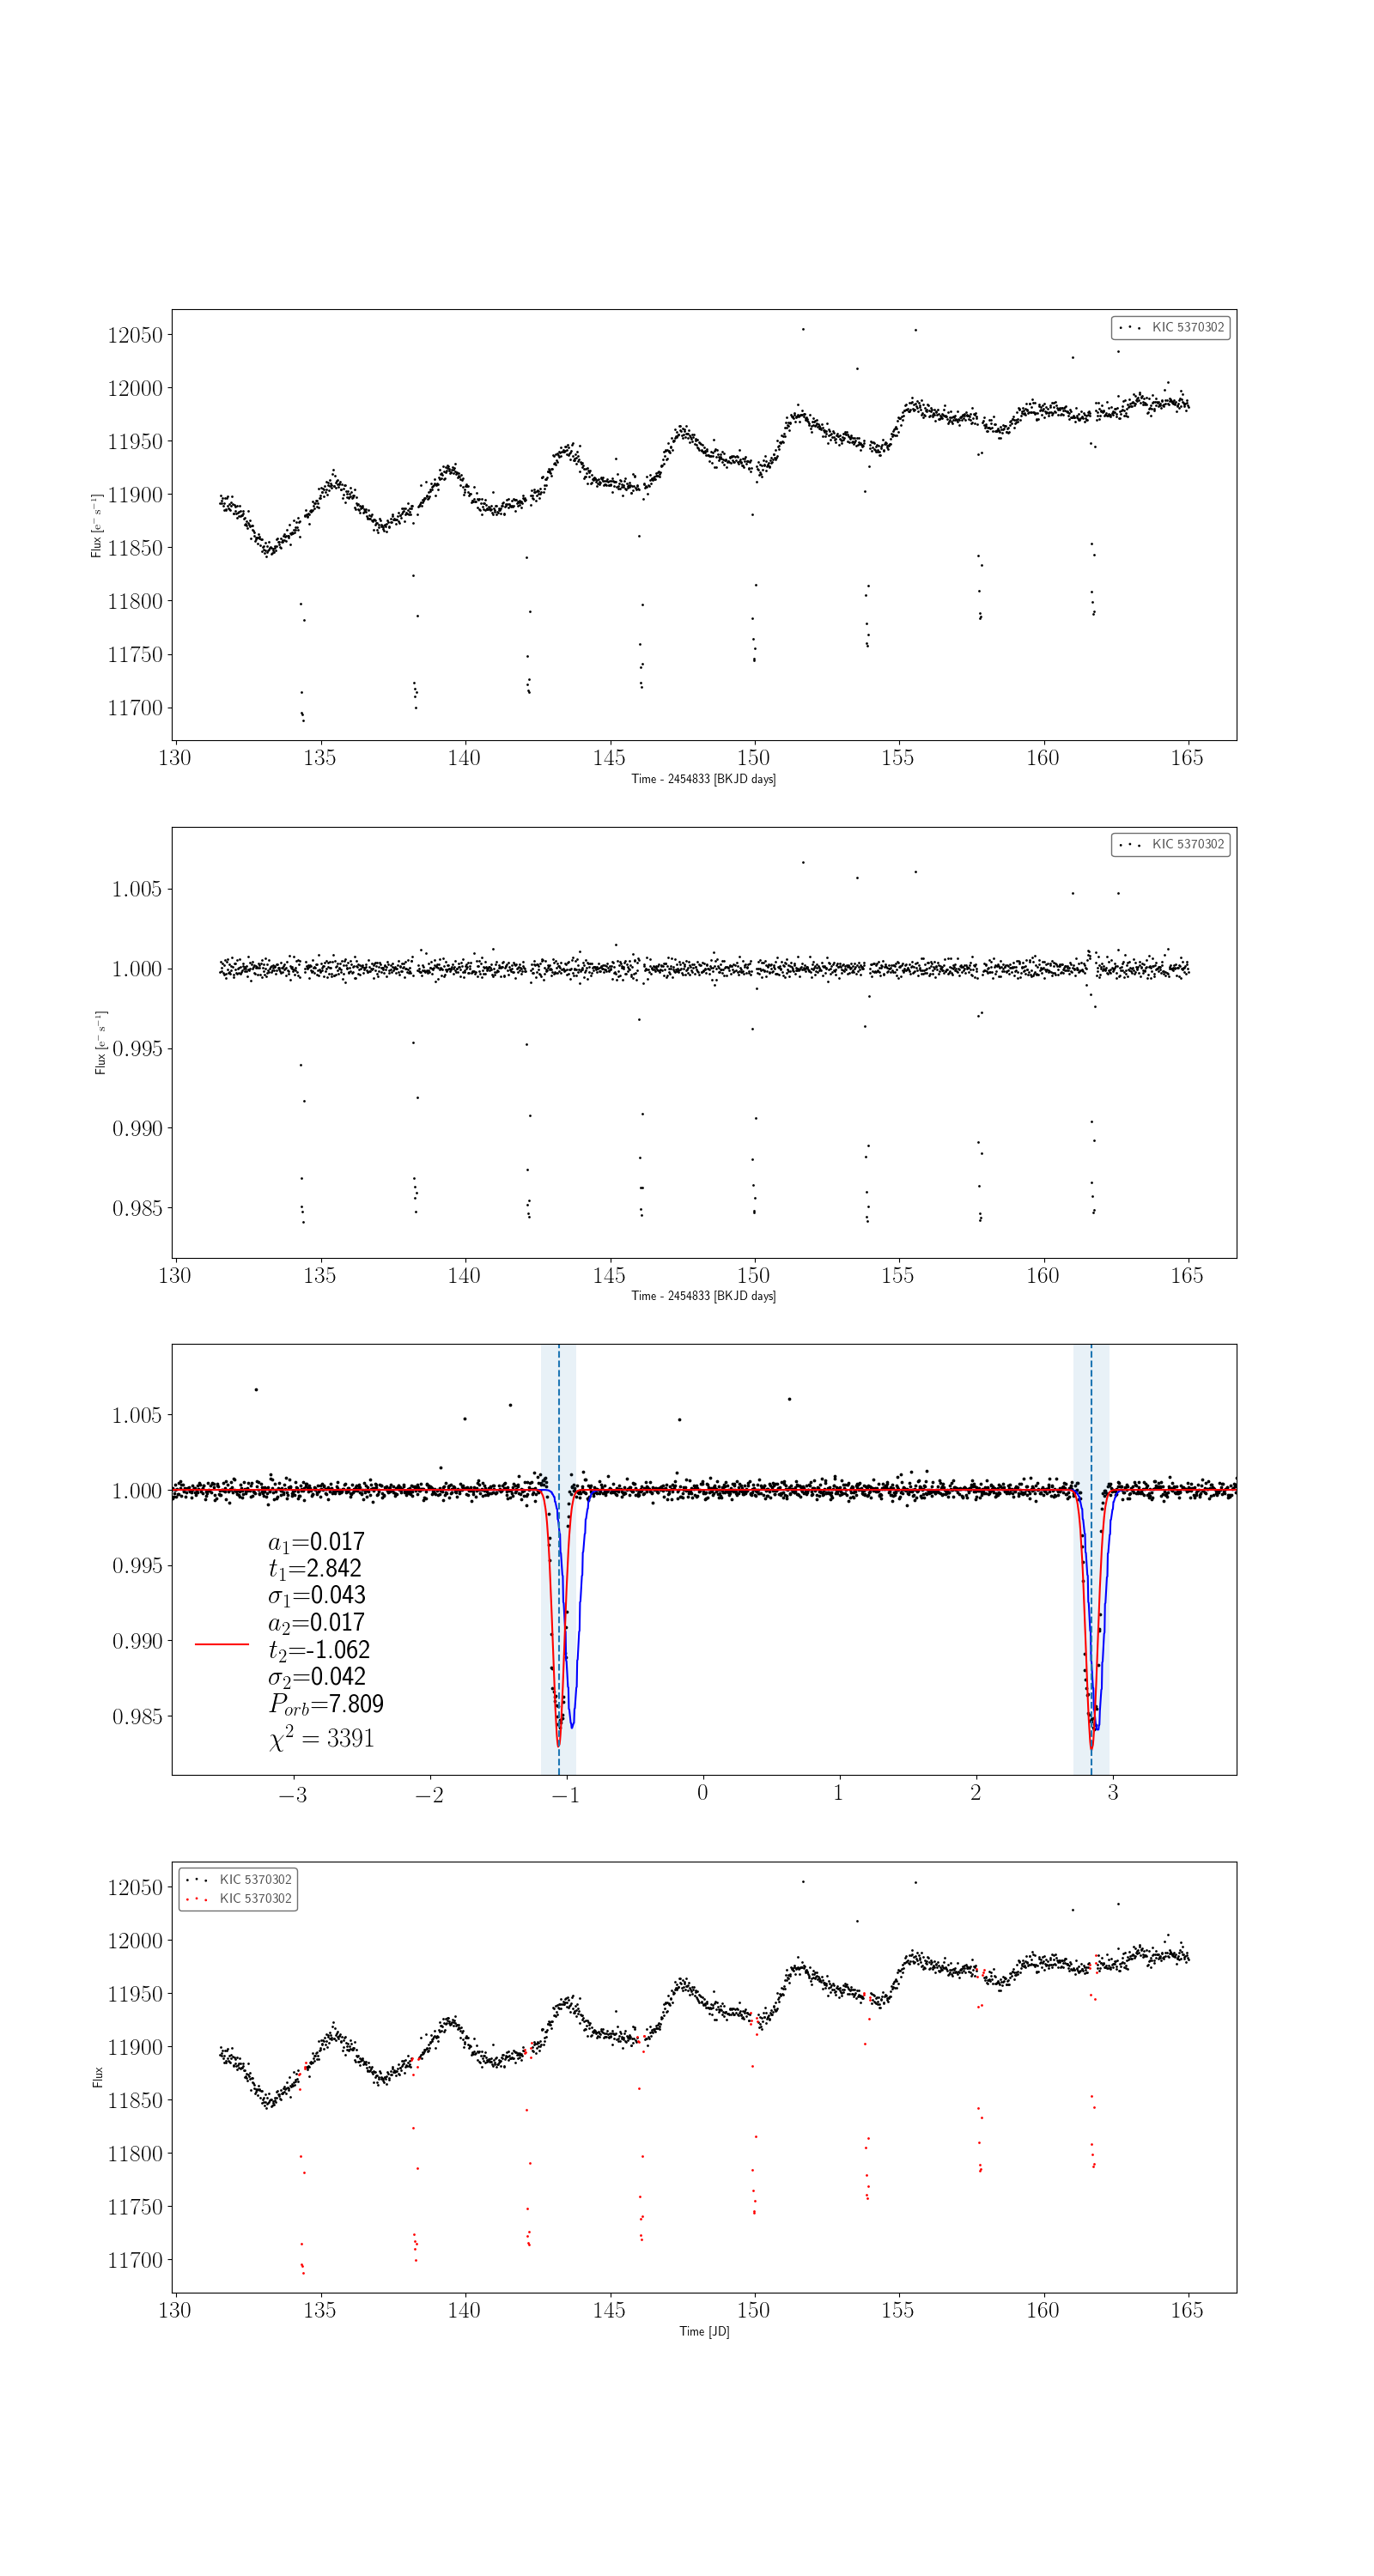 KIC 5370302
12050
12000
11950
11900
11850
11800
11750
11700
Flux [e⁻ s⁻¹]
130 135 140 145 150 155 160 165
Time - 2454833 [BKJD days]
KIC 5370302
1.005
1.000
0.995
0.990
0.985
Flux [e⁻ s⁻¹]
130 135 140 145 150 155 160 165
Time - 2454833 [BKJD days]
1.005
1.000
0.995
0.990
0.985
a₁=0.017
t₁=2.842
σ₁=0.043
a₂=0.017
t₂=-1.062
σ₂=0.042
P_orb=7.809
χ² = 3391
−3 −2 −1 0 1 2 3
KIC 5370302
KIC 5370302
12050
12000
11950
11900
11850
11800
11750
11700
Flux
130 135 140 145 150 155 160 165
Time [JD]